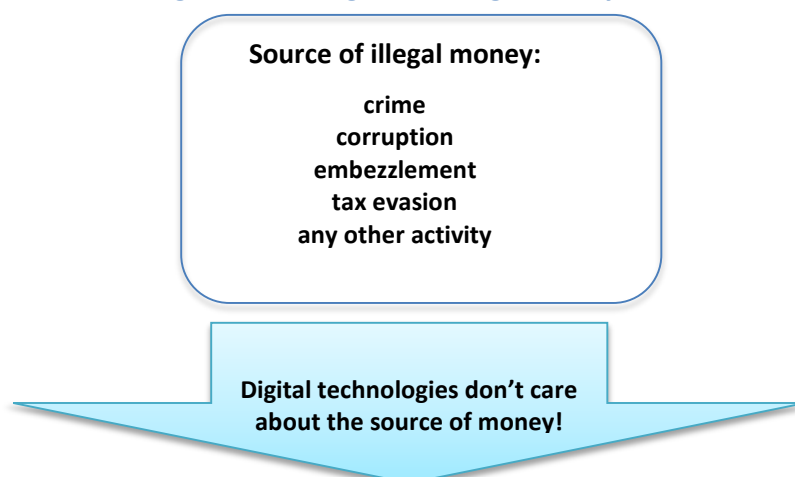 Source of illegal money:
crime
corruption
embezzlement
tax evasion
any other activity
Digital technologies don’t care
about the source of money!